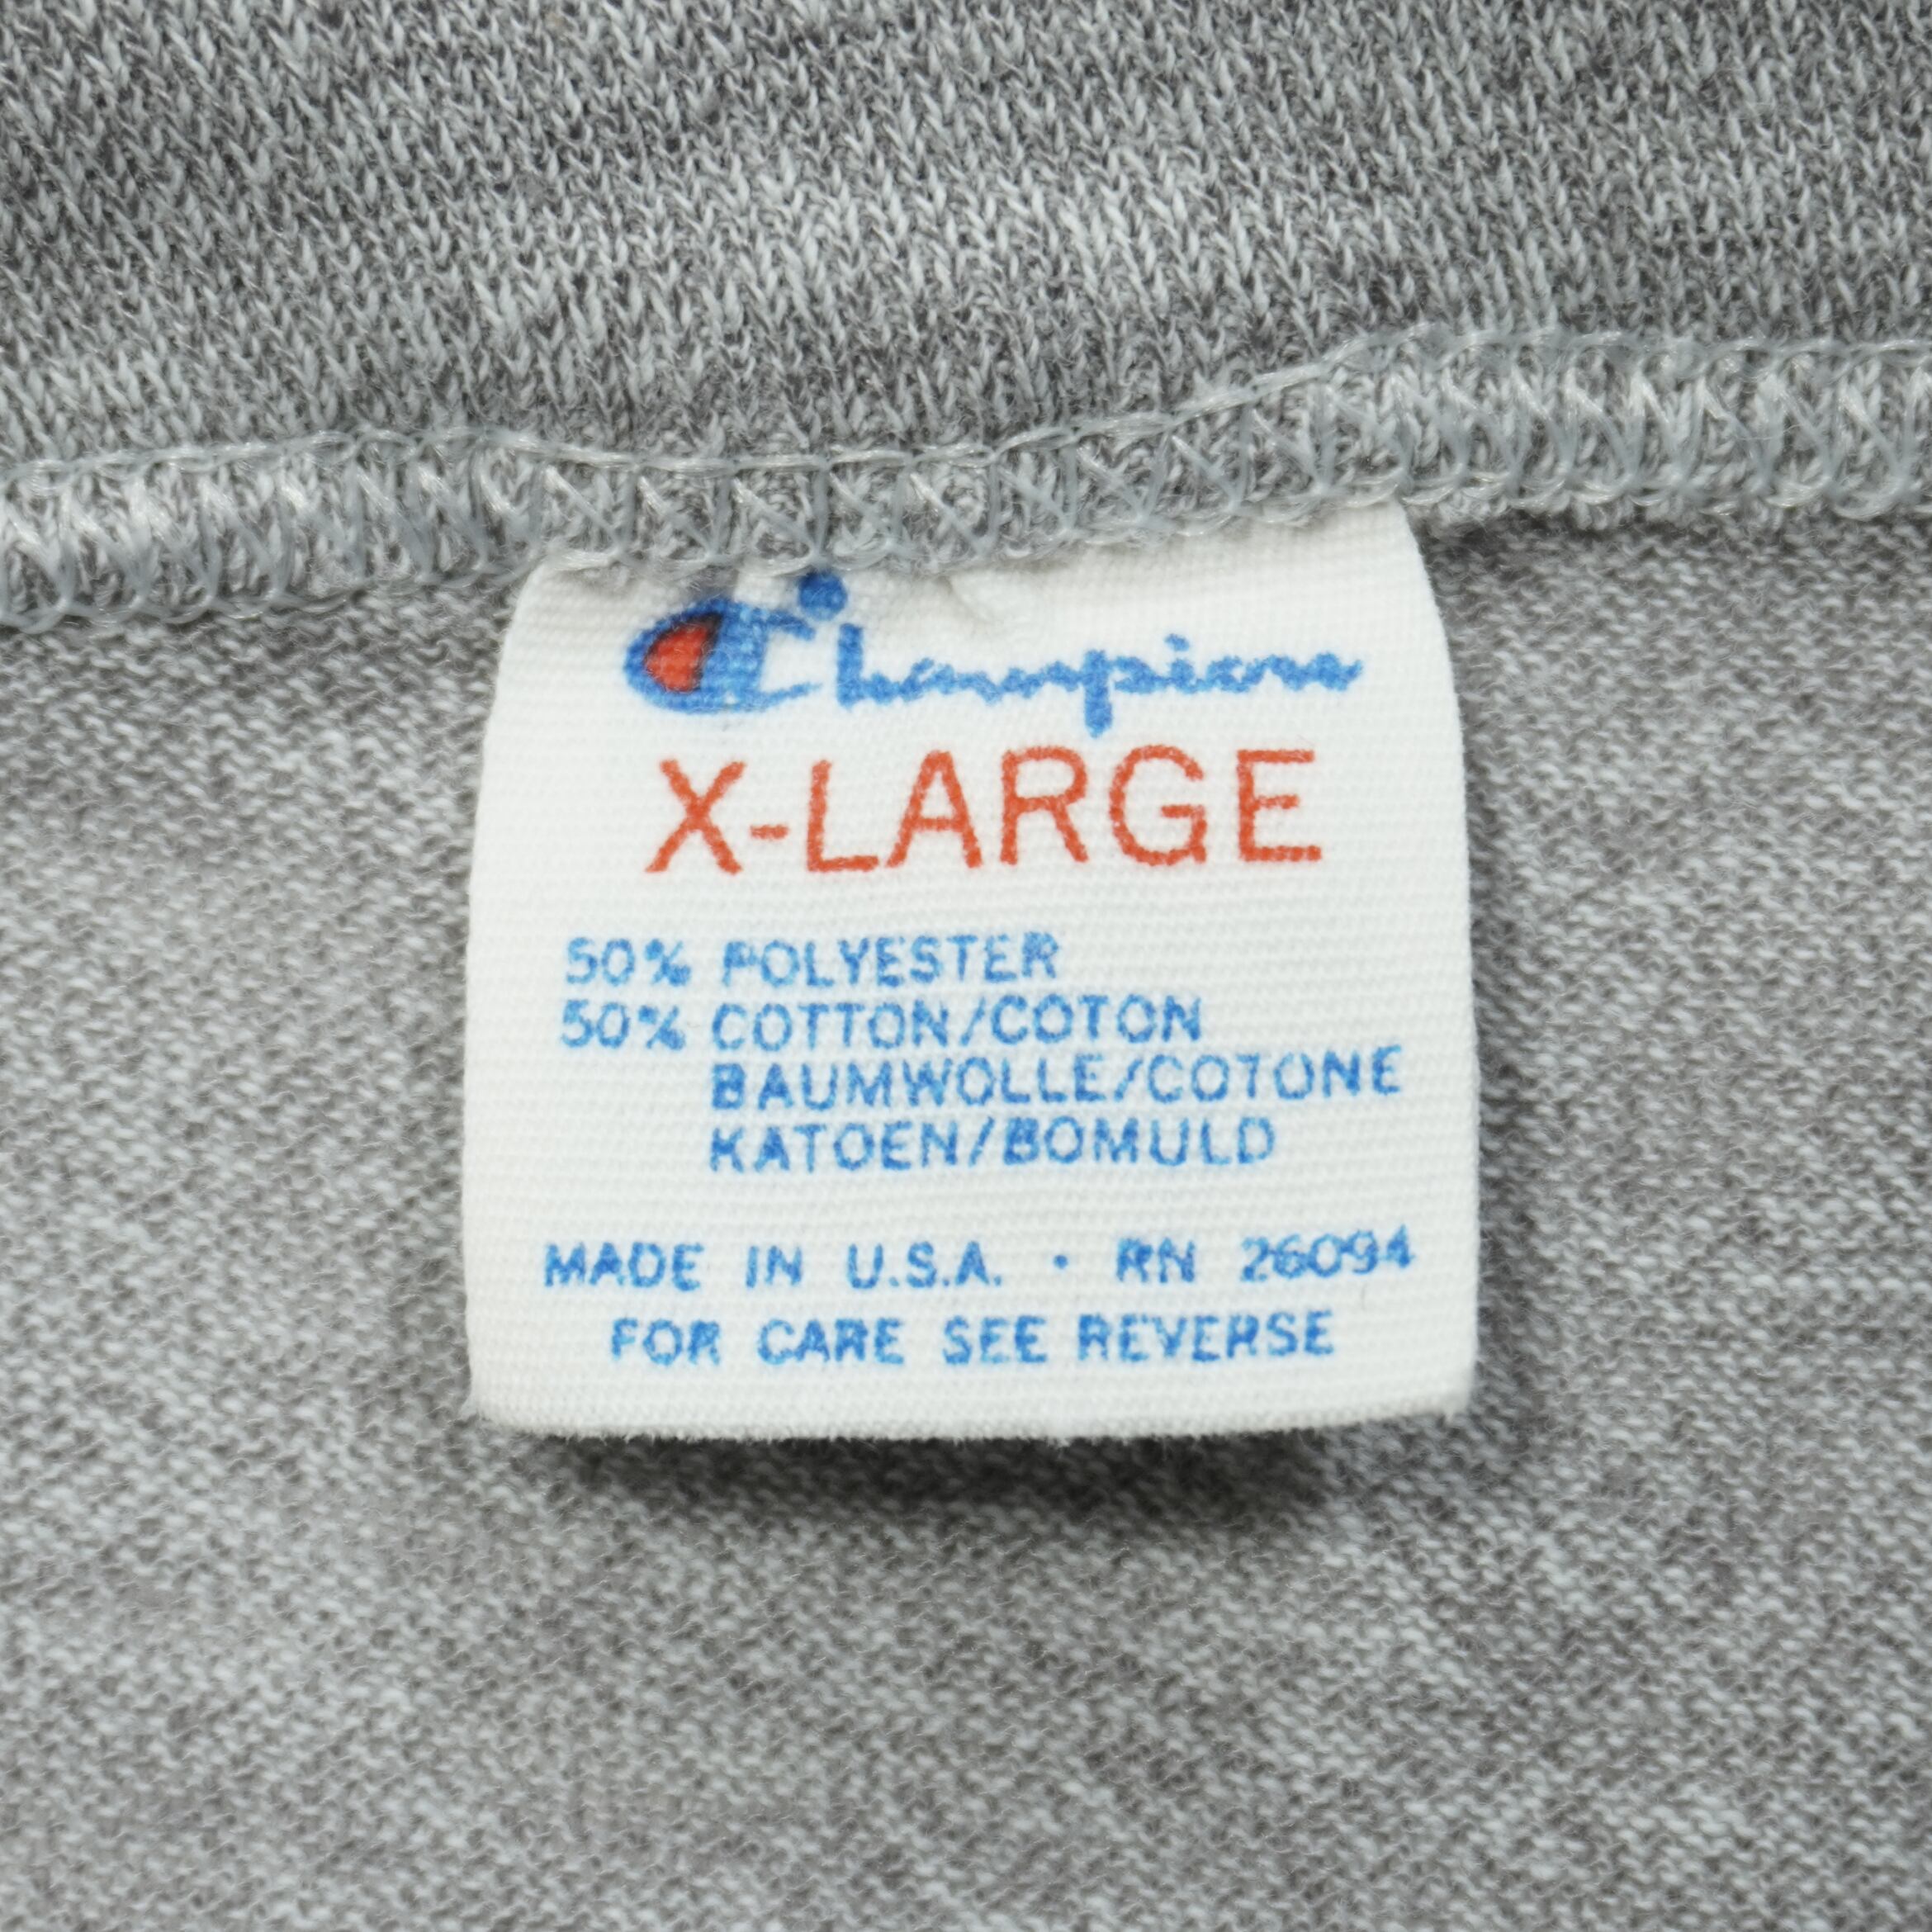 Champion
X-LARGE
50% POLYESTER
50% COTTON/COTON
BAUMWOLLE/COTONE
KATOEN/BOMULD
MADE IN U.S.A. · RN 26094
FOR CARE SEE REVERSE